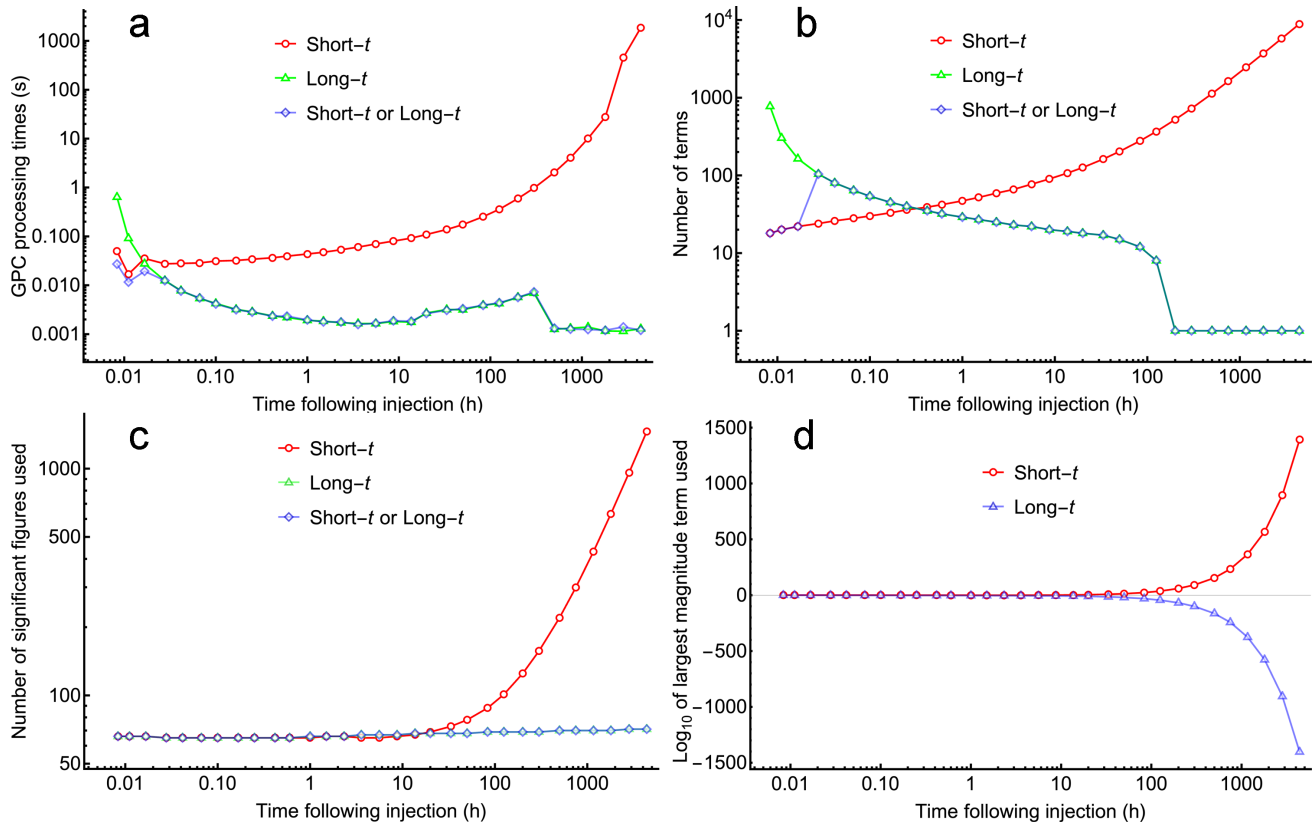 a
GPC processing times (s)
1000
100
10
1
0.100
0.010
0.001
Short−t
Long−t
Short−t or Long−t
0.01
0.10
1
10
100
1000
Time following injection (h)
b
Number of terms
10⁴
1000
100
10
1
Short−t
Long−t
Short−t or Long−t
0.01
0.10
1
10
100
1000
Time following injection (h)
c
Number of significant figures used
1000
500
100
50
Short−t
Long−t
Short−t or Long−t
0.01
0.10
1
10
100
1000
Time following injection (h)
d
Log₁₀ of largest magnitude term used
1500
1000
500
0
−500
−1000
−1500
Short−t
Long−t
0.01
0.10
1
10
100
1000
Time following injection (h)